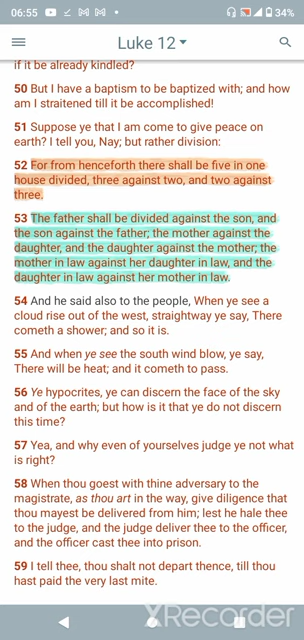 06:55
34%
Luke 12
if it be already kindled?
50 But I have a baptism to be baptized with; and how
am I straitened till it be accomplished!
51 Suppose ye that I am come to give peace on
earth? I tell you, Nay; but rather division:
52 For from henceforth there shall be five in one
house divided, three against two, and two against
three.
53 The father shall be divided against the son, and
the son against the father; the mother against the
daughter, and the daughter against the mother; the
mother in law against her daughter in law, and the
daughter in law against her mother in law.
54 And he said also to the people, When ye see a
cloud rise out of the west, straightway ye say, There
cometh a shower; and so it is.
55 And when ye see the south wind blow, ye say,
There will be heat; and it cometh to pass.
56 Ye hypocrites, ye can discern the face of the sky
and of the earth; but how is it that ye do not discern
this time?
57 Yea, and why even of yourselves judge ye not what
is right?
58 When thou goest with thine adversary to the
magistrate, as thou art in the way, give diligence that
thou mayest be delivered from him; lest he hale thee
to the judge, and the judge deliver thee to the officer,
and the officer cast thee into prison.
59 I tell thee, thou shalt not depart thence, till thou
hast paid the very last mite.
XRecorder